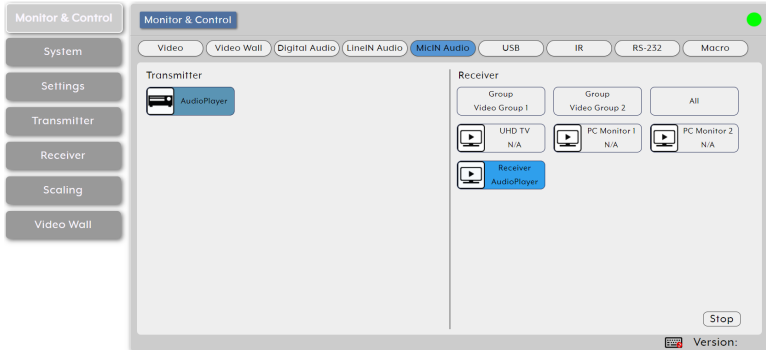 Monitor & Control
System
Settings
Transmitter
Receiver
Scaling
Video Wall
Monitor & Control
Video Video Wall Digital Audio LineIN Audio MicIN Audio USB IR RS-232 Macro
Transmitter
AudioPlayer
Receiver
Group
Video Group 1
Group
Video Group 2
All
UHD TV
N/A
PC Monitor 1
N/A
PC Monitor 2
N/A
Receiver
AudioPlayer
Stop
Version: